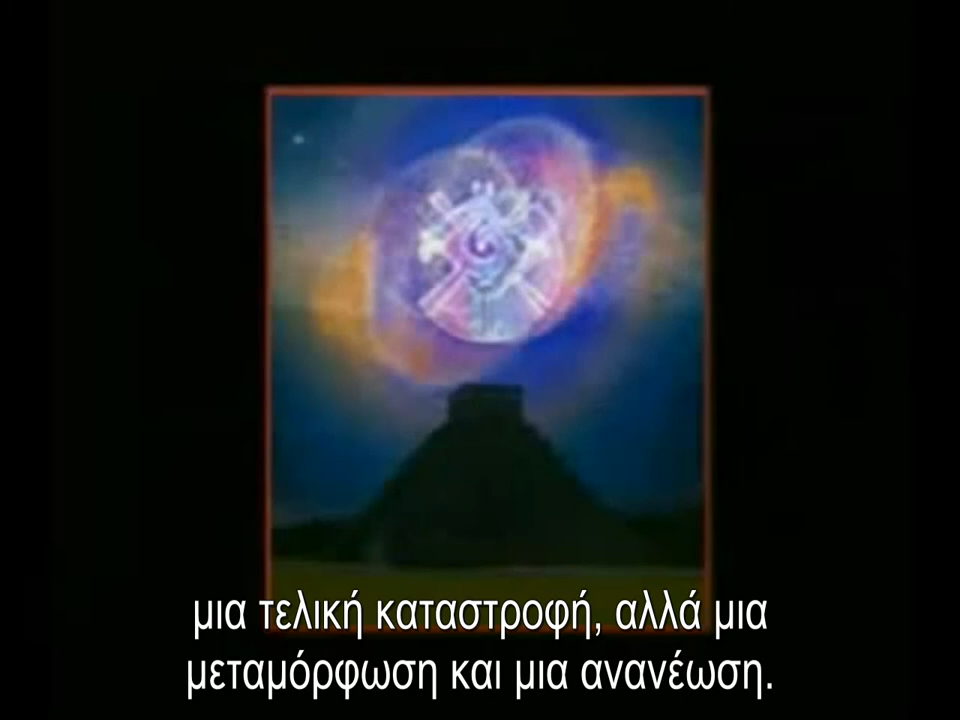 μια τελική καταστροφή, αλλά μια
μεταμόρφωση και μια ανανέωση.